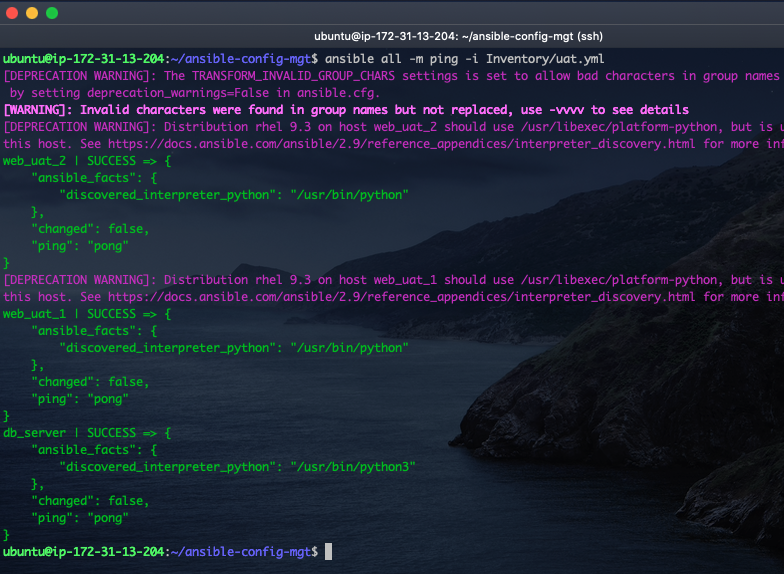 ubuntu@ip-172-31-13-204: ~/ansible-config-mgt (ssh)
ubuntu@ip-172-31-13-204:~/ansible-config-mgt$ ansible all -m ping -i Inventory/uat.yml
[DEPRECATION WARNING]: The TRANSFORM_INVALID_GROUP_CHARS settings is set to allow bad characters in group names
 by setting deprecation_warnings=False in ansible.cfg.
[WARNING]: Invalid characters were found in group names but not replaced, use -vvvv to see details
[DEPRECATION WARNING]: Distribution rhel 9.3 on host web_uat_2 should use /usr/libexec/platform-python, but is
this host. See https://docs.ansible.com/ansible/2.9/reference_appendices/interpreter_discovery.html for more
web_uat_2 | SUCCESS => {
    "ansible_facts": {
        "discovered_interpreter_python": "/usr/bin/python"
    },
    "changed": false,
    "ping": "pong"
}
[DEPRECATION WARNING]: Distribution rhel 9.3 on host web_uat_1 should use /usr/libexec/platform-python, but is
this host. See https://docs.ansible.com/ansible/2.9/reference_appendices/interpreter_discovery.html for more
web_uat_1 | SUCCESS => {
    "ansible_facts": {
        "discovered_interpreter_python": "/usr/bin/python"
    },
    "changed": false,
    "ping": "pong"
}
db_server | SUCCESS => {
    "ansible_facts": {
        "discovered_interpreter_python": "/usr/bin/python3"
    },
    "changed": false,
    "ping": "pong"
}
ubuntu@ip-172-31-13-204:~/ansible-config-mgt$